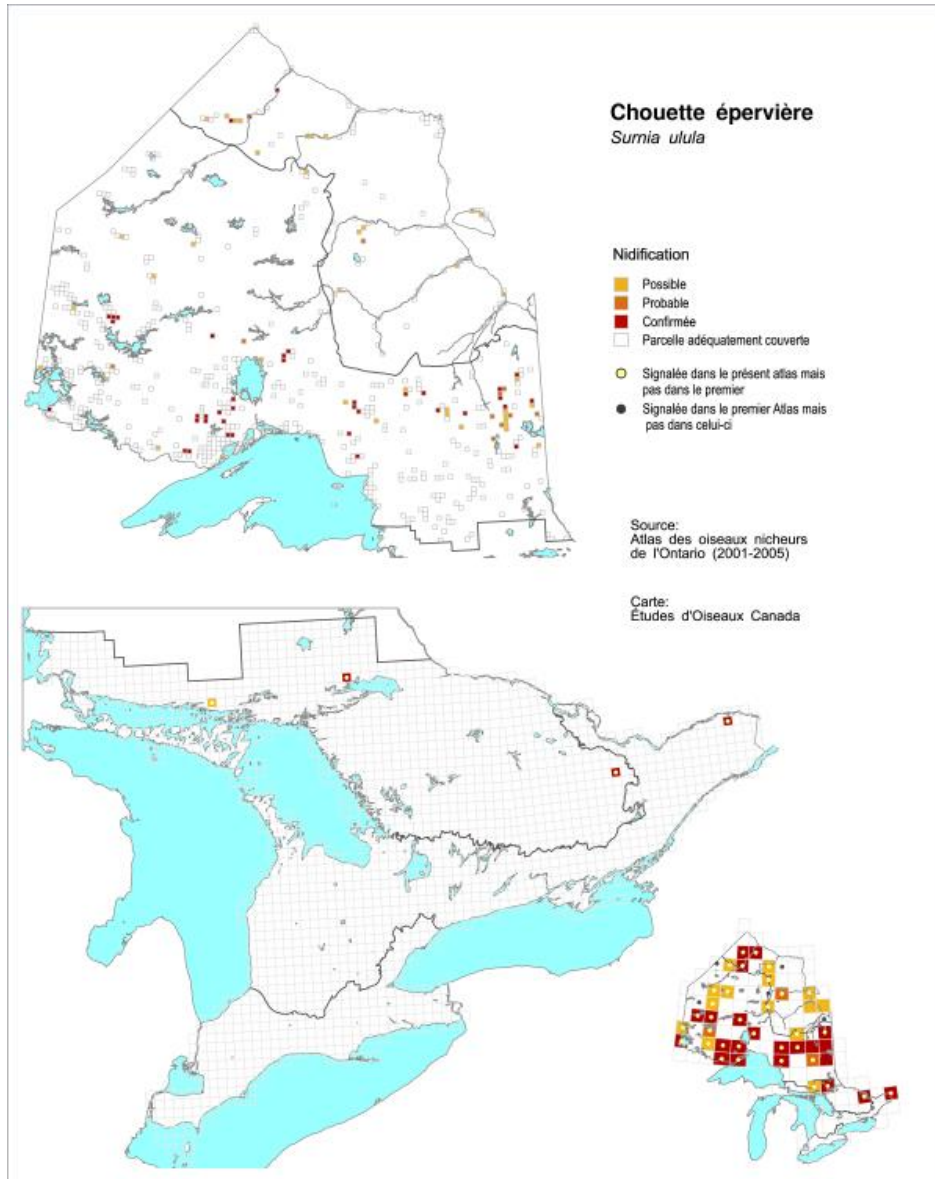 Chouette épervière
Surnia ulula
Nidification
Possible
Probable
Confirmée
Parcelle adéquatement couverte
Signalée dans le présent atlas mais
pas dans le premier
Signalée dans le premier Atlas mais
pas dans celui-ci
Source:
Atlas des oiseaux nicheurs
de l'Ontario (2001-2005)
Carte:
Études d'Oiseaux Canada